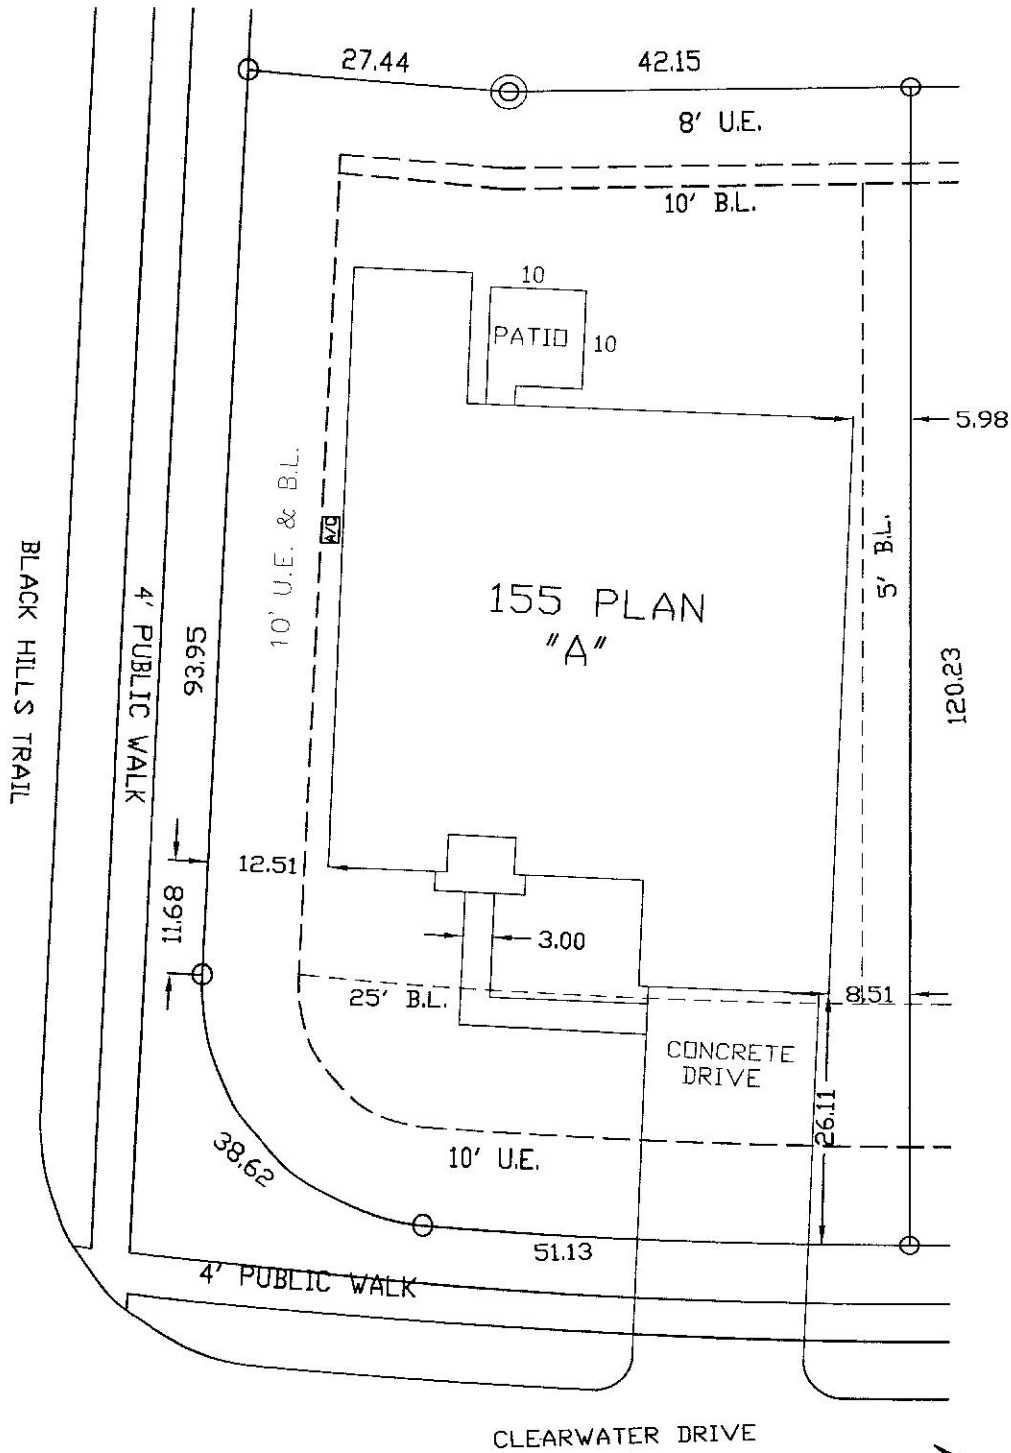 27.44
42.15
8' U.E.
10' B.L.
10
PATIO
10
5.98
10' U.E. & B.L.
A/C
5' B.L.
155 PLAN
"A"
BLACK HILLS TRAIL
4' PUBLIC WALK
93.95
120.23
12.51
11.68
3.00
25' B.L.
8.51
CONCRETE
DRIVE
26.11
38.62
10' U.E.
51.13
4' PUBLIC WALK
CLEARWATER DRIVE